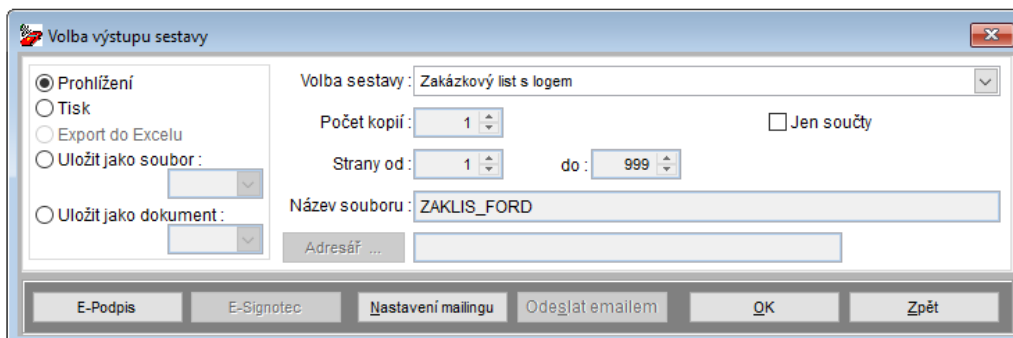 Volba výstupu sestavy
Prohlížení
Tisk
Export do Excelu
Uložit jako soubor :
Uložit jako dokument :
Volba sestavy : Zakázkový list s logem
Počet kopií : 1
Jen součty
Strany od : 1 do : 999
Název souboru : ZAKLIS_FORD
Adresář ...
E-Podpis E-Signotec Nastavení mailingu Odeslat emailem OK Zpět